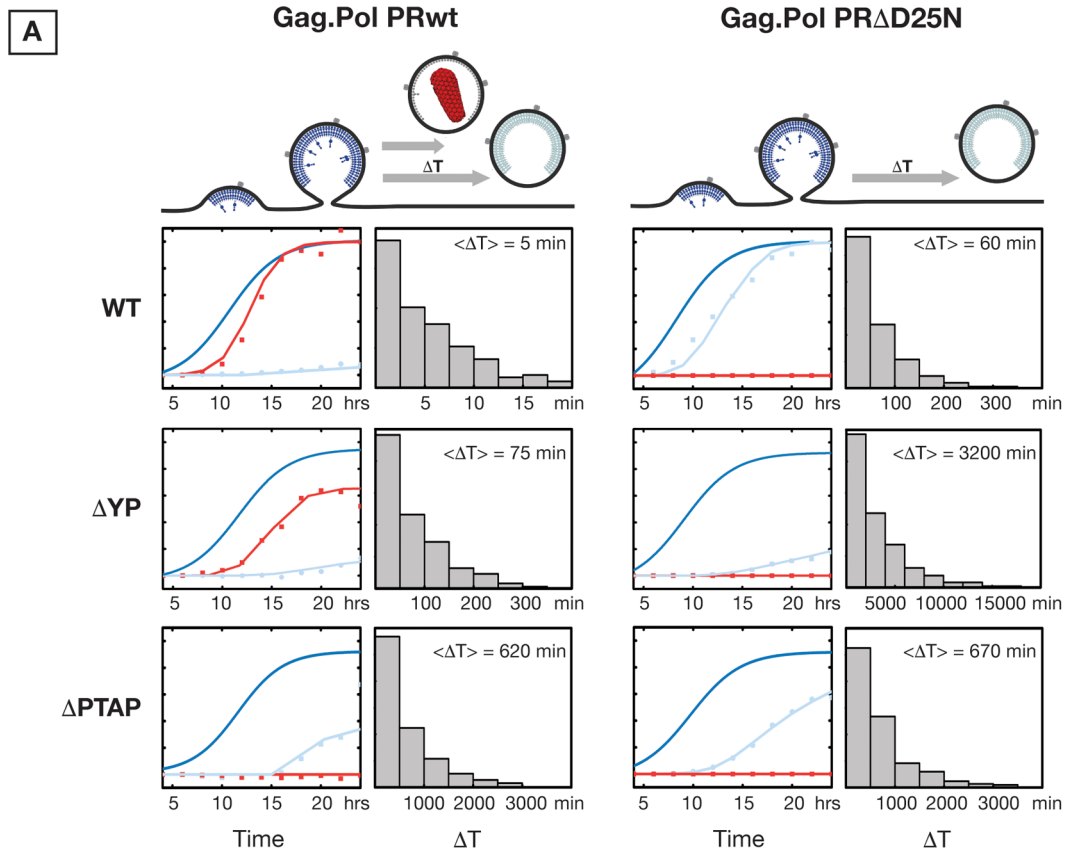 A
Gag.Pol PRwt
Gag.Pol PRΔD25N
ΔT
ΔT
WT
<ΔT> = 5 min
<ΔT> = 60 min
5 10 15 20 hrs
5 10 15 min
5 10 15 20 hrs
100 200 300 min
ΔYP
<ΔT> = 75 min
<ΔT> = 3200 min
5 10 15 20 hrs
100 200 300 min
5 10 15 20 hrs
5000 10000 15000 min
ΔPTAP
<ΔT> = 620 min
<ΔT> = 670 min
5 10 15 20 hrs
1000 2000 3000 min
5 10 15 20 hrs
1000 2000 3000 min
Time
ΔT
Time
ΔT